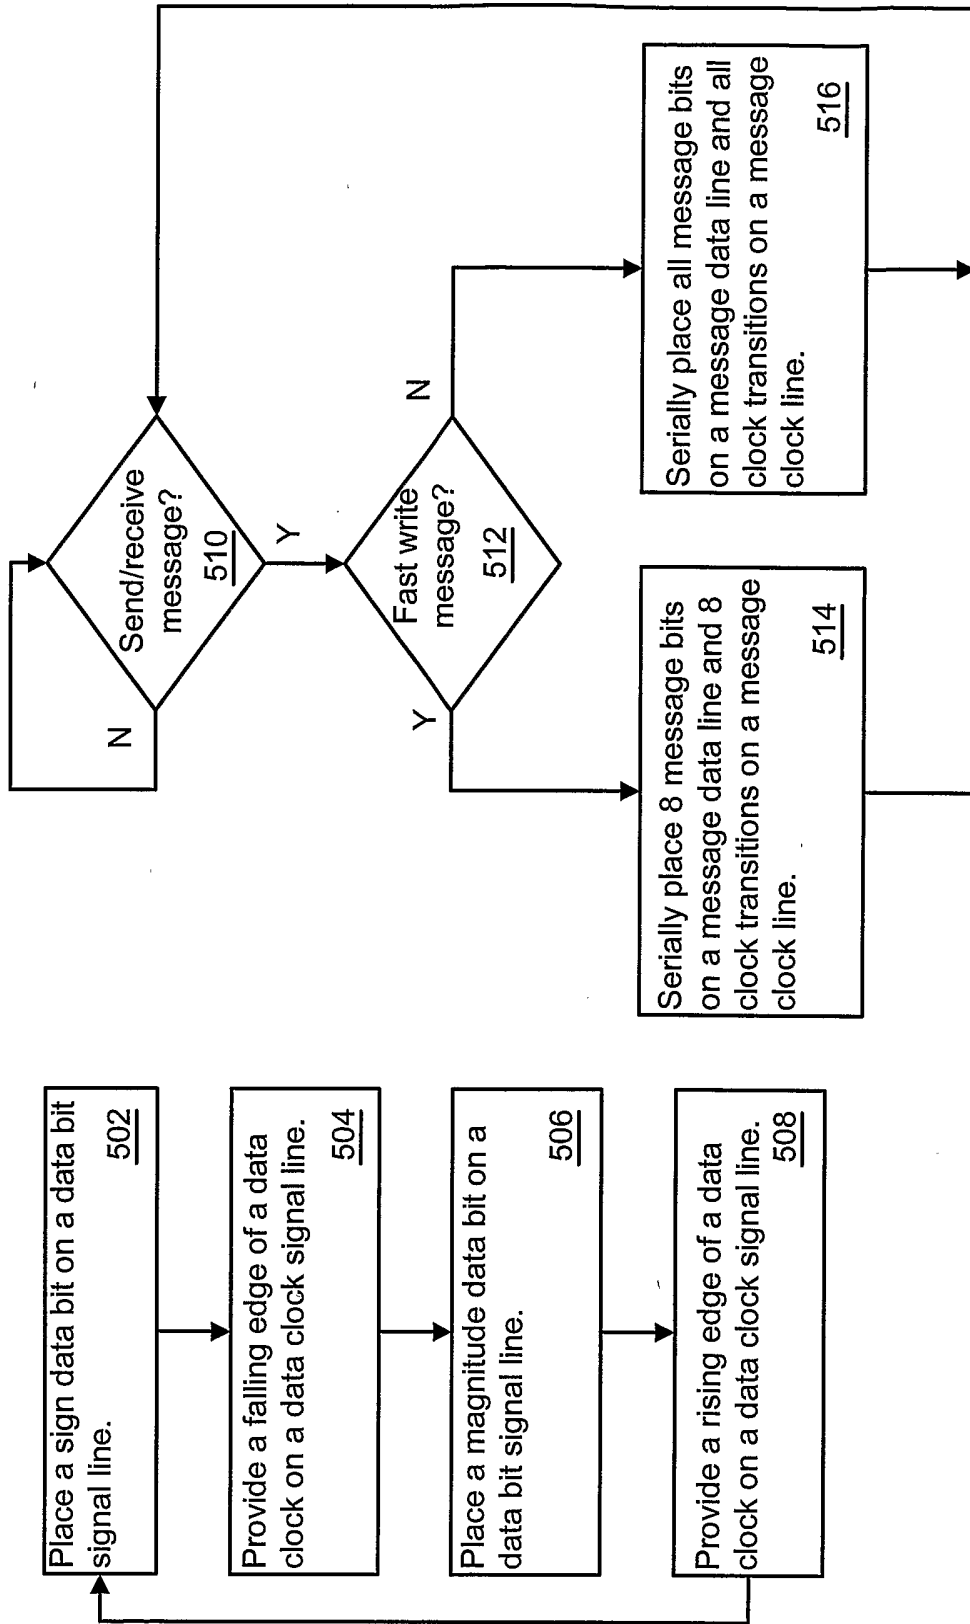 Place a sign data bit on a data bit
signal line.
502
Provide a falling edge of a data
clock on a data clock signal line.
504
Place a magnitude data bit on a
data bit signal line.
506
Provide a rising edge of a data
clock on a data clock signal line.
508
Send/receive
message?
510
N
Y
Fast write
message?
512
Y
N
Serially place 8 message bits
on a message data line and 8
clock transitions on a message
clock line.
514
Serially place all message bits
on a message data line and all
clock transitions on a message
clock line.
516